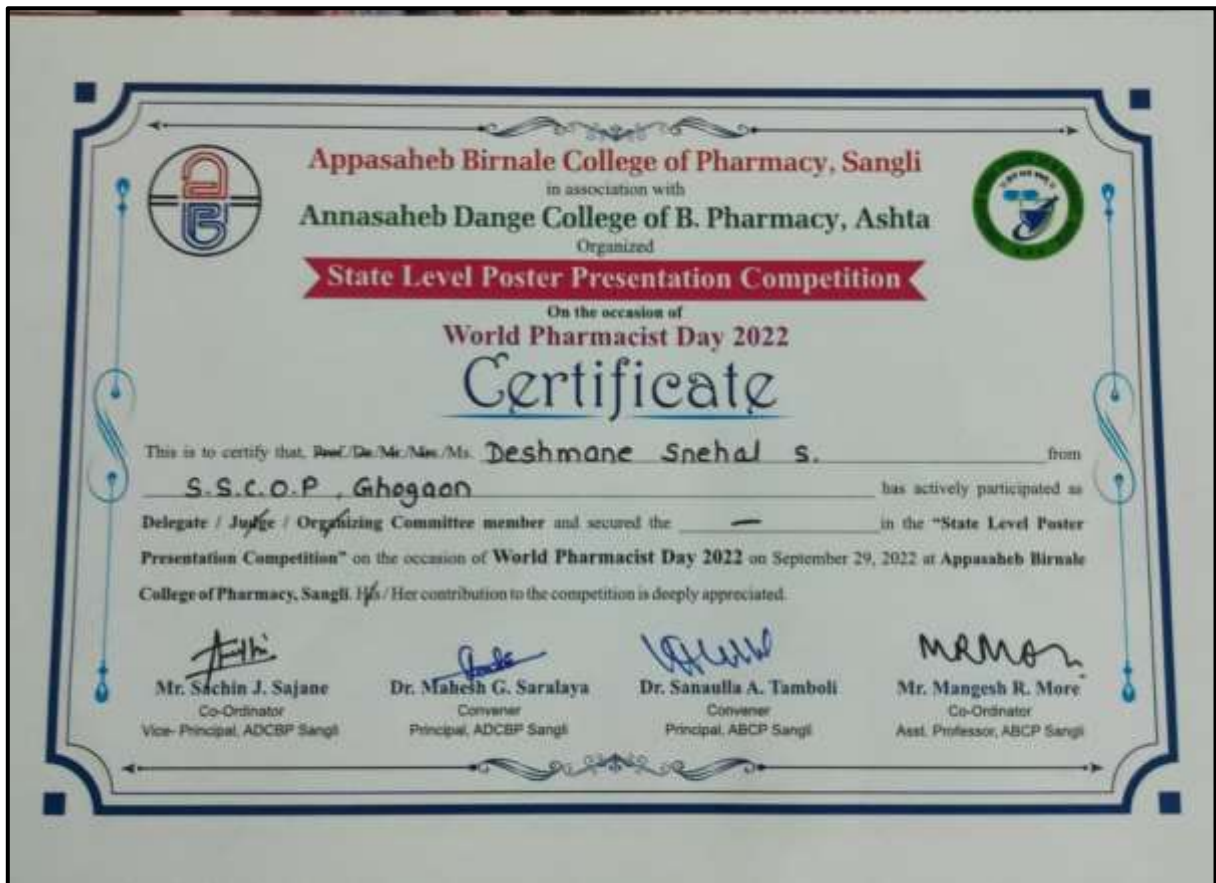 Appasaheb Birnale College of Pharmacy, Sangli
in association with
Annasaheb Dange College of B. Pharmacy, Ashta
Organized
State Level Poster Presentation Competition
On the occasion of
World Pharmacist Day 2022
Certificate
This is to certify that, Prof./Dr./Mr./Mrs./Ms. Deshmane Snehal S. from
S.S.C.O.P, Ghogaon has actively participated as
Delegate / Judge / Organizing Committee member and secured the — in the "State Level Poster
Presentation Competition" on the occasion of World Pharmacist Day 2022 on September 29, 2022 at Appasaheb Birnale
College of Pharmacy, Sangli. His / Her contribution to the competition is deeply appreciated.
Mr. Sachin J. Sajane Dr. Mahesh G. Saralaya Dr. Sanaulla A. Tamboli Mr. Mangesh R. More
Co-Ordinator Convener Convener Co-Ordinator
Vice- Principal, ADCBP Sangli Principal, ADCBP Sangli Principal, ABCP Sangli Asst. Professor, ABCP Sangli